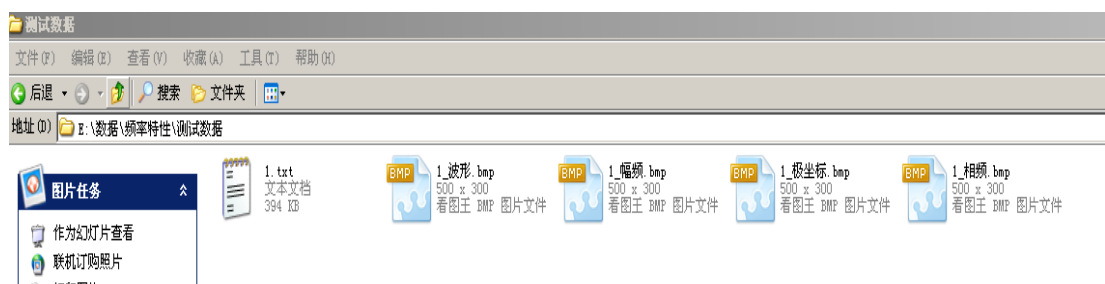 测试数据
文件(F) 编辑(E) 查看(V) 收藏(A) 工具(T) 帮助(H)
后退 搜索 文件夹
地址(D) E:\数据\频率特性\测试数据
图片任务
作为幻灯片查看
联机订购照片
1.txt
文本文档
394 KB
BMP
1_波形.bmp
500 x 300
看图王 BMP 图片文件
BMP
1_幅频.bmp
500 x 300
看图王 BMP 图片文件
BMP
1_极坐标.bmp
500 x 300
看图王 BMP 图片文件
BMP
1_相频.bmp
500 x 300
看图王 BMP 图片文件